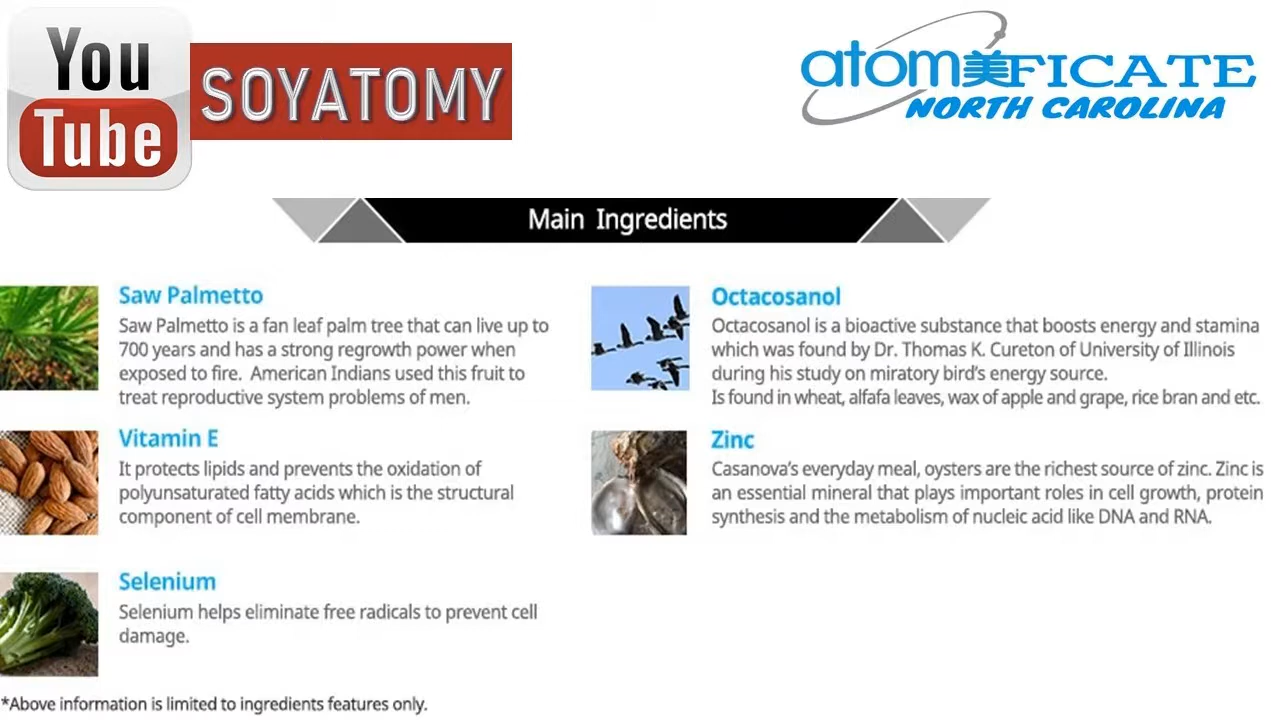 You
Tube
SOYATOMY
atom美FICATE
NORTH CAROLINA
Main Ingredients
Saw Palmetto
Saw Palmetto is a fan leaf palm tree that can live up to
700 years and has a strong regrowth power when
exposed to fire. American Indians used this fruit to
treat reproductive system problems of men.
Octacosanol
Octacosanol is a bioactive substance that boosts energy and stamina
which was found by Dr. Thomas K. Cureton of University of Illinois
during his study on miratory bird's energy source.
Is found in wheat, alfafa leaves, wax of apple and grape, rice bran and etc.
Vitamin E
It protects lipids and prevents the oxidation of
polyunsaturated fatty acids which is the structural
component of cell membrane.
Zinc
Casanova's everyday meal, oysters are the richest source of zinc. Zinc is
an essential mineral that plays important roles in cell growth, protein
synthesis and the metabolism of nucleic acid like DNA and RNA.
Selenium
Selenium helps eliminate free radicals to prevent cell
damage.
*Above information is limited to ingredients features only.